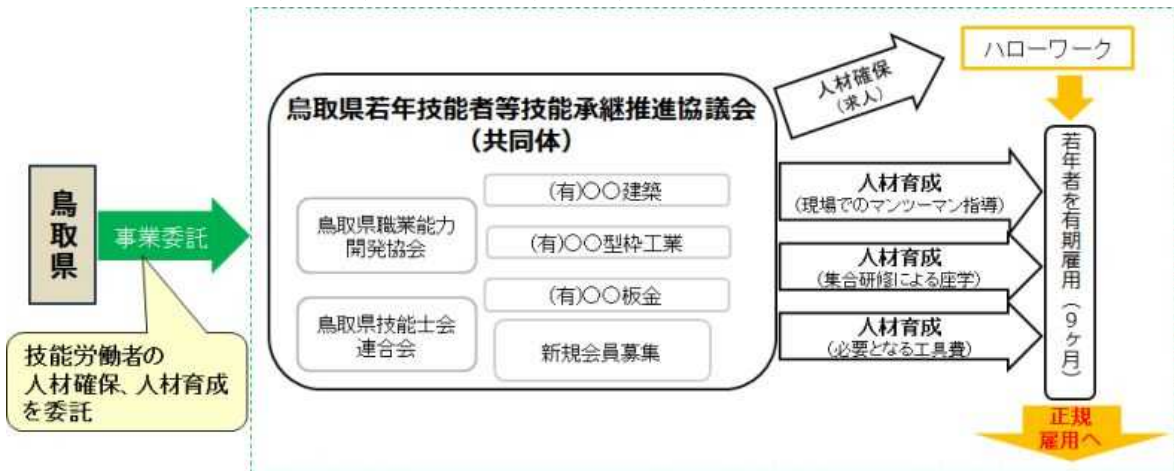 鳥取県
事業委託
技能労働者の
人材確保、人材育成
を委託
鳥取県若年技能者等技能承継推進協議会
（共同体）
鳥取県職業能力
開発協会
鳥取県技能士会
連合会
(有)〇〇建築
(有)〇〇型枠工業
(有)〇〇板金
新規会員募集
人材確保
(求人)
人材育成
(現場でのマンツーマン指導)
人材育成
(集合研修による座学)
人材育成
(必要となる工具費)
ハローワーク
若年者を有期雇用（９ヶ月）
正規
雇用へ